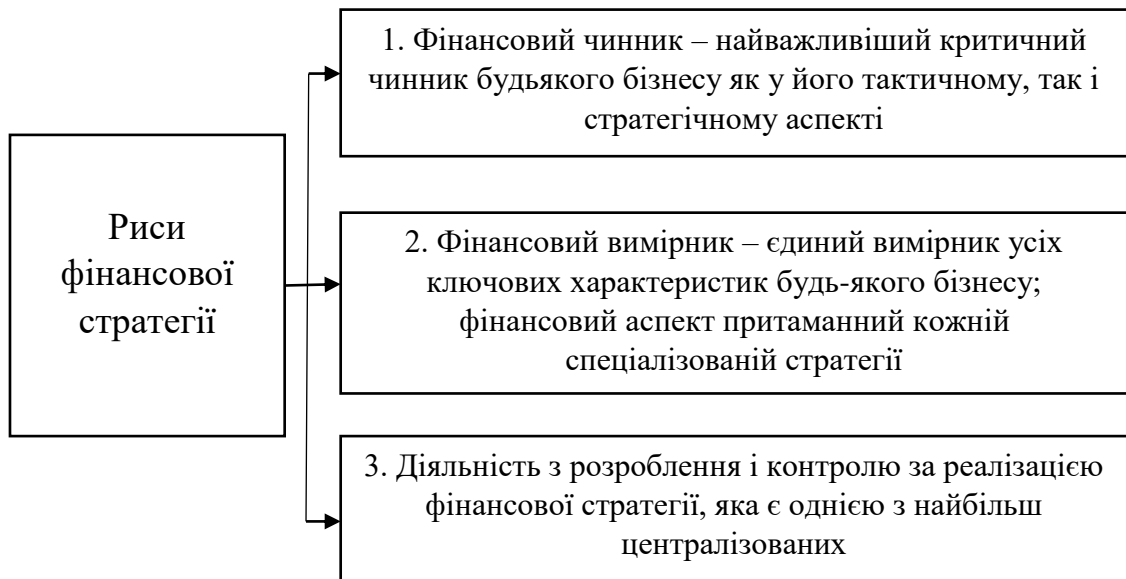 Риси
фінансової
стратегії
1. Фінансовий чинник – найважливіший критичний
чинник будьякого бізнесу як у його тактичному, так і
стратегічному аспекті
2. Фінансовий вимірник – єдиний вимірник усіх
ключових характеристик будь-якого бізнесу;
фінансовий аспект притаманний кожній
спеціалізованій стратегії
3. Діяльність з розроблення і контролю за реалізацією
фінансової стратегії, яка є однією з найбільш
централізованих